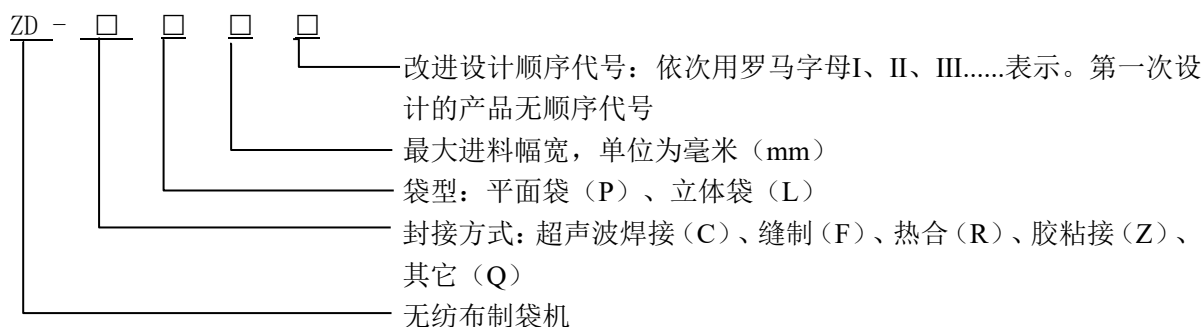 ZD - □ □ □ □
改进设计顺序代号：依次用罗马字母I、II、III......表示。第一次设
计的产品无顺序代号
最大进料幅宽，单位为毫米（mm）
袋型：平面袋（P）、立体袋（L）
封接方式：超声波焊接（C）、缝制（F）、热合（R）、胶粘接（Z）、
其它（Q）
无纺布制袋机